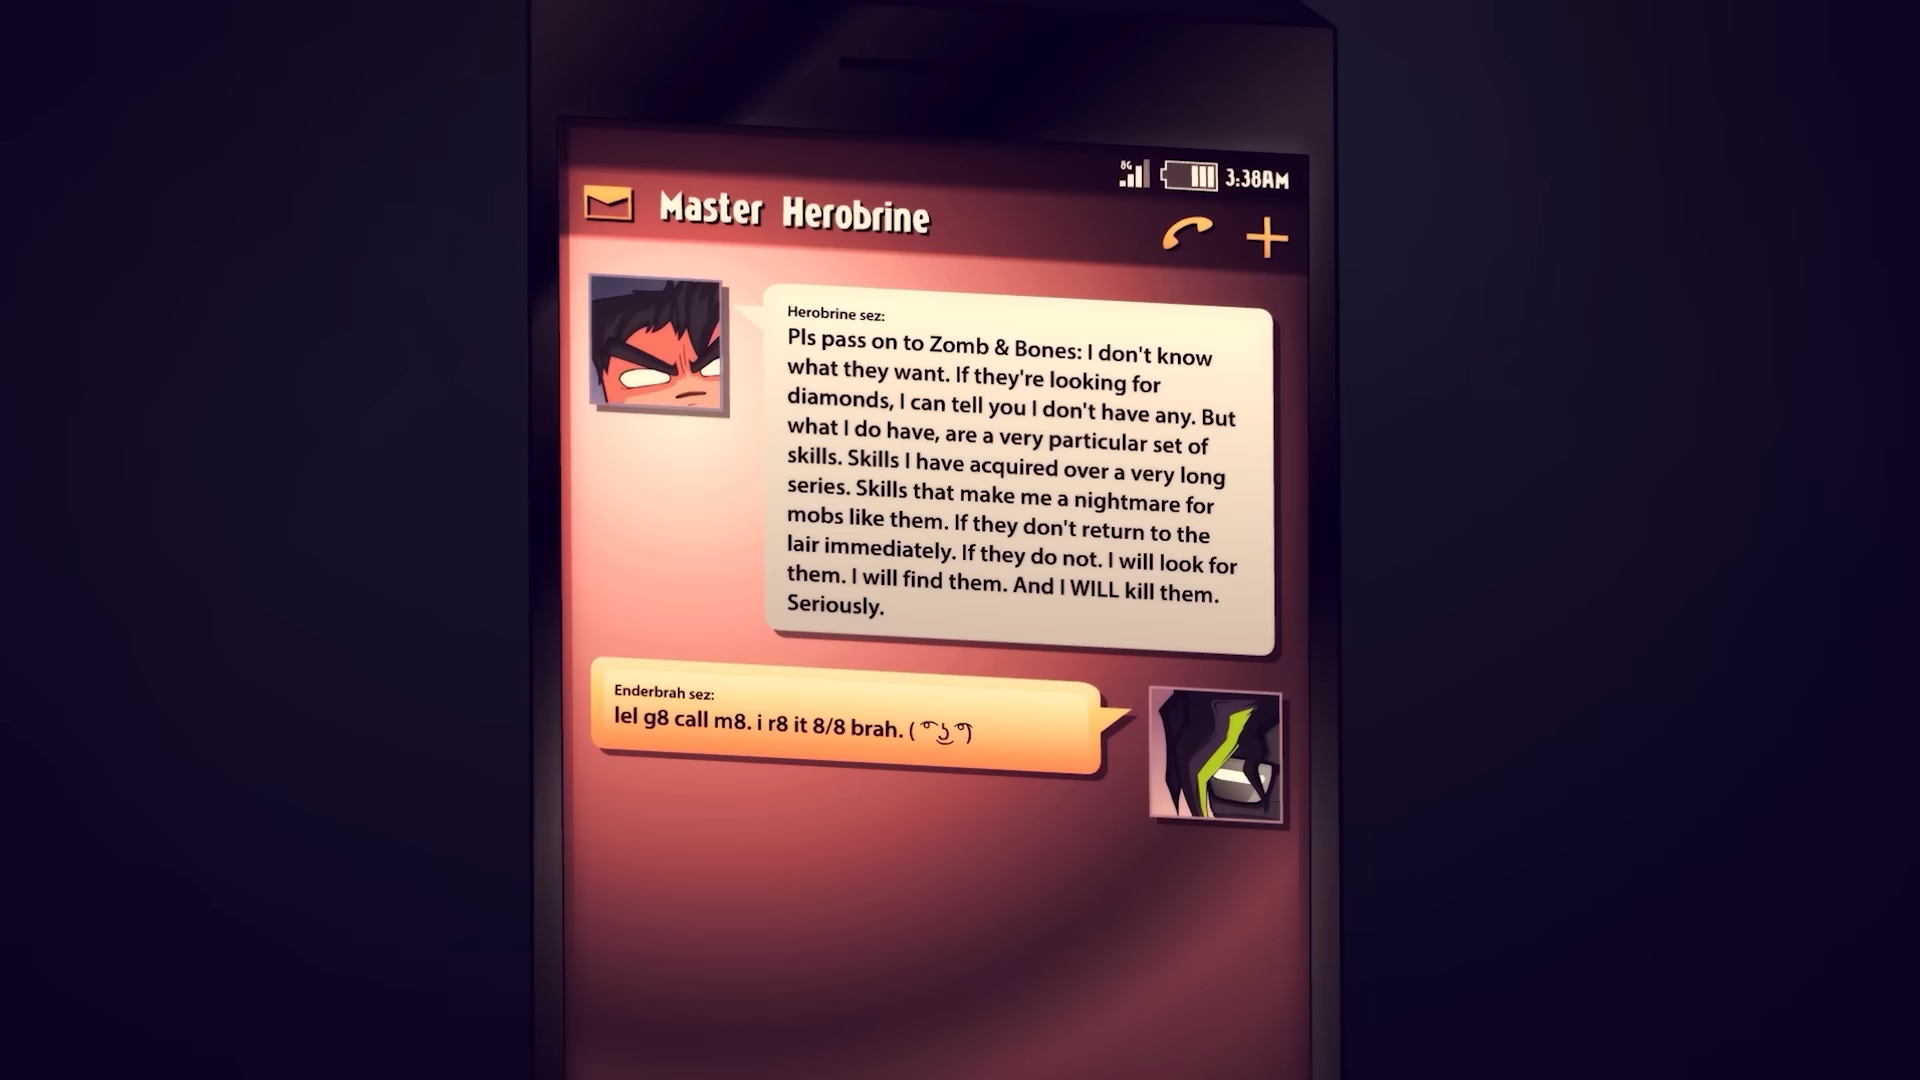 8G 3:38AM
Master Herobrine
Herobrine sez:
Pls pass on to Zomb & Bones: I don't know
what they want. If they're looking for
diamonds, I can tell you I don't have any. But
what I do have, are a very particular set of
skills. Skills I have acquired over a very long
series. Skills that make me a nightmare for
mobs like them. If they don't return to the
lair immediately. If they do not. I will look for
them. I will find them. And I WILL kill them.
Seriously.
Enderbrah sez:
lel g8 call m8. i r8 it 8/8 brah. ( ͡° ͜ʖ ͡°)